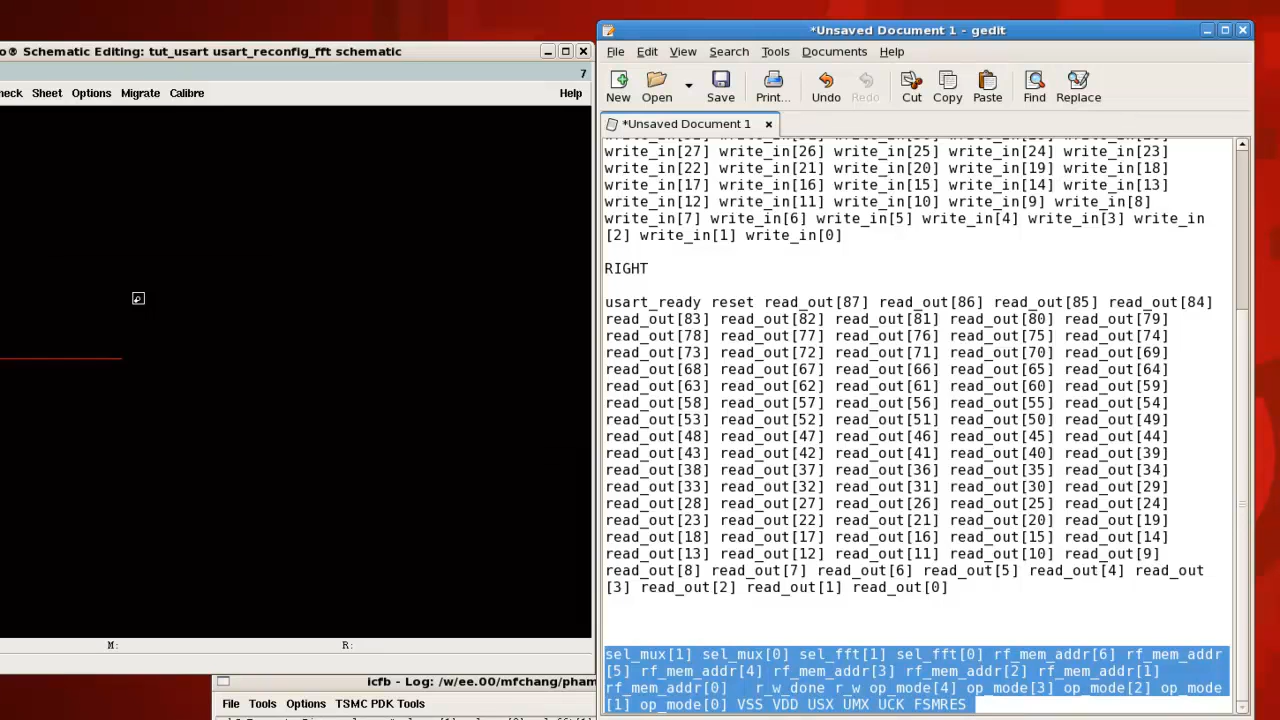 o® Schematic Editing: tut_usart usart_reconfig_fft schematic
7
heck Sheet Options Migrate Calibre Help
M: R:
icfb - Log: /w/ee.00/mfchang/pham
File Tools Options TSMC PDK Tools
*Unsaved Document 1 - gedit
File Edit View Search Tools Documents Help
New Open Save Print... Undo Redo Cut Copy Paste Find Replace
*Unsaved Document 1
write_in[27] write_in[26] write_in[25] write_in[24] write_in[23]
write_in[22] write_in[21] write_in[20] write_in[19] write_in[18]
write_in[17] write_in[16] write_in[15] write_in[14] write_in[13]
write_in[12] write_in[11] write_in[10] write_in[9] write_in[8]
write_in[7] write_in[6] write_in[5] write_in[4] write_in[3] write_in
[2] write_in[1] write_in[0]
RIGHT
usart_ready reset read_out[87] read_out[86] read_out[85] read_out[84]
read_out[83] read_out[82] read_out[81] read_out[80] read_out[79]
read_out[78] read_out[77] read_out[76] read_out[75] read_out[74]
read_out[73] read_out[72] read_out[71] read_out[70] read_out[69]
read_out[68] read_out[67] read_out[66] read_out[65] read_out[64]
read_out[63] read_out[62] read_out[61] read_out[60] read_out[59]
read_out[58] read_out[57] read_out[56] read_out[55] read_out[54]
read_out[53] read_out[52] read_out[51] read_out[50] read_out[49]
read_out[48] read_out[47] read_out[46] read_out[45] read_out[44]
read_out[43] read_out[42] read_out[41] read_out[40] read_out[39]
read_out[38] read_out[37] read_out[36] read_out[35] read_out[34]
read_out[33] read_out[32] read_out[31] read_out[30] read_out[29]
read_out[28] read_out[27] read_out[26] read_out[25] read_out[24]
read_out[23] read_out[22] read_out[21] read_out[20] read_out[19]
read_out[18] read_out[17] read_out[16] read_out[15] read_out[14]
read_out[13] read_out[12] read_out[11] read_out[10] read_out[9]
read_out[8] read_out[7] read_out[6] read_out[5] read_out[4] read_out
[3] read_out[2] read_out[1] read_out[0]
sel_mux[1] sel_mux[0] sel_fft[1] sel_fft[0] rf_mem_addr[6] rf_mem_addr
[5] rf_mem_addr[4] rf_mem_addr[3] rf_mem_addr[2] rf_mem_addr[1]
rf_mem_addr[0] r_w_done r_w op_mode[4] op_mode[3] op_mode[2] op_mode
[1] op_mode[0] VSS VDD USX UMX UCK FSMRES